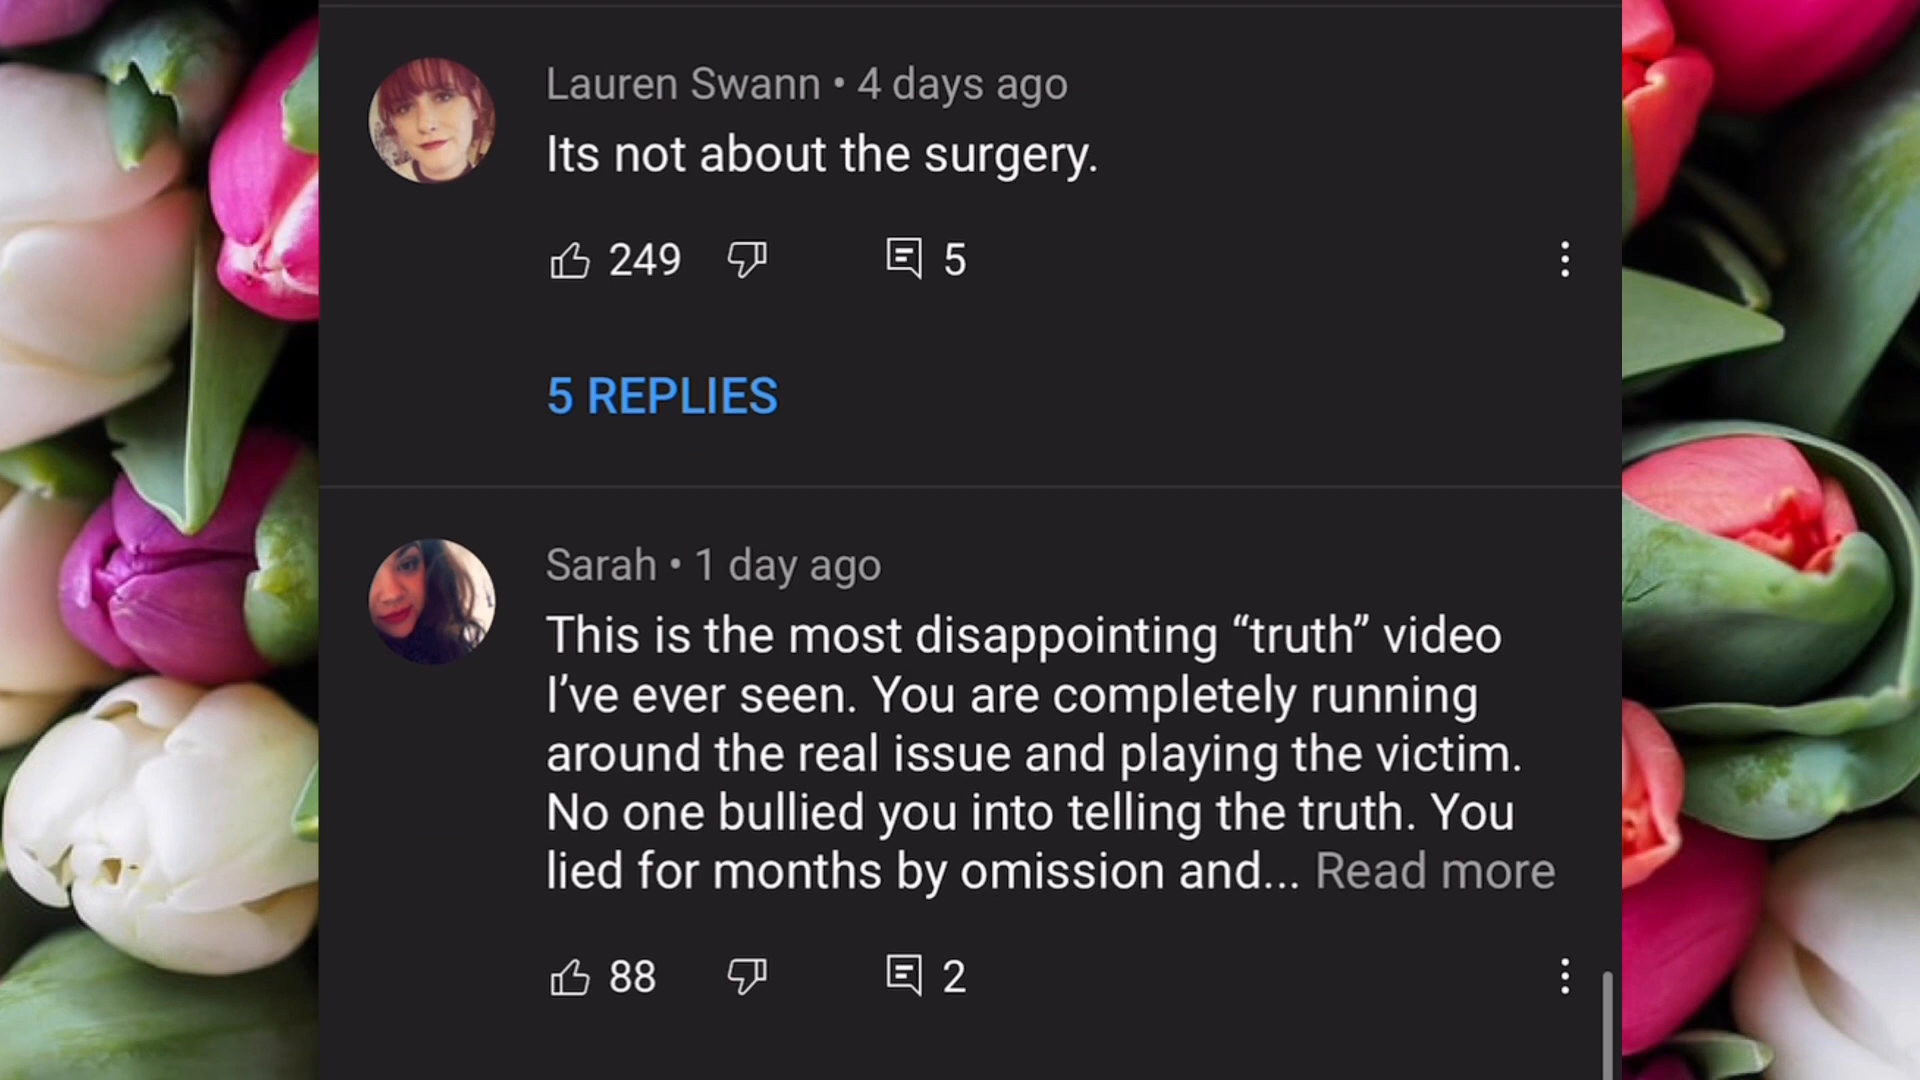 Lauren Swann • 4 days ago
Its not about the surgery.
249
5
5 REPLIES
Sarah • 1 day ago
This is the most disappointing “truth” video
I’ve ever seen. You are completely running
around the real issue and playing the victim.
No one bullied you into telling the truth. You
lied for months by omission and... Read more
88
2